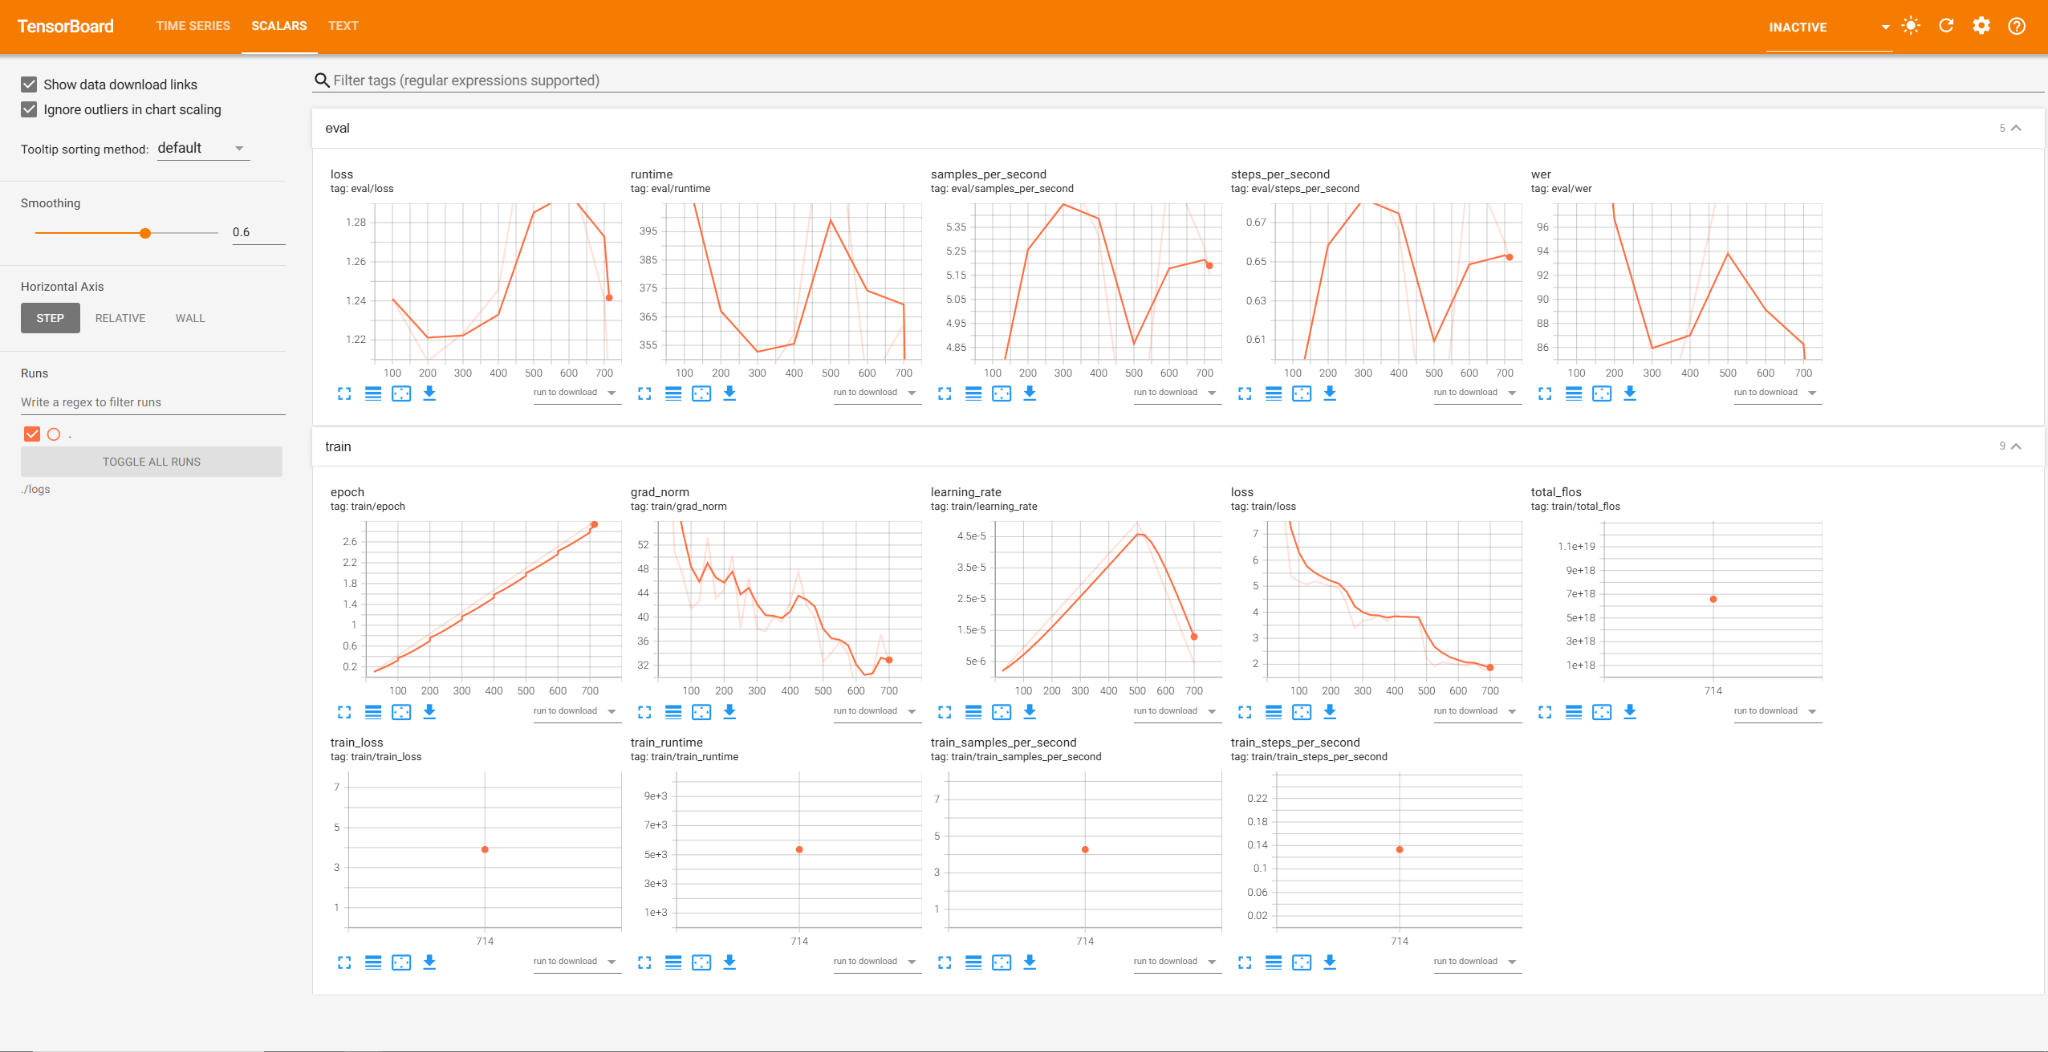 TensorBoard
TIME SERIES SCALARS TEXT
INACTIVE
Show data download links
Ignore outliers in chart scaling
Tooltip sorting method: default
Smoothing
0.6
Horizontal Axis
STEP RELATIVE WALL
Runs
Write a regex to filter runs
.
TOGGLE ALL RUNS
./logs
Filter tags (regular expressions supported)
eval
5
loss
tag: eval/loss
1.28
1.26
1.24
1.22
100 200 300 400 500 600 700
run to download
runtime
tag: eval/runtime
395
385
375
365
355
100 200 300 400 500 600 700
run to download
samples_per_second
tag: eval/samples_per_second
5.35
5.25
5.15
5.05
4.95
4.85
100 200 300 400 500 600 700
run to download
steps_per_second
tag: eval/steps_per_second
0.67
0.65
0.63
0.61
100 200 300 400 500 600 700
run to download
wer
tag: eval/wer
96
94
92
90
88
86
100 200 300 400 500 600 700
run to download
train
9
epoch
tag: train/epoch
2.6
2.2
1.8
1.4
1
0.6
0.2
100 200 300 400 500 600 700
run to download
grad_norm
tag: train/grad_norm
52
48
44
40
36
32
100 200 300 400 500 600 700
run to download
learning_rate
tag: train/learning_rate
4.5e-5
3.5e-5
2.5e-5
1.5e-5
5e-6
100 200 300 400 500 600 700
run to download
loss
tag: train/loss
7
6
5
4
3
2
100 200 300 400 500 600 700
run to download
total_flos
tag: train/total_flos
1.1e+19
9e+18
7e+18
5e+18
3e+18
1e+18
714
run to download
train_loss
tag: train/train_loss
7
5
3
1
714
run to download
train_runtime
tag: train/train_runtime
9e+3
7e+3
5e+3
3e+3
1e+3
714
run to download
train_samples_per_second
tag: train/train_samples_per_second
7
5
3
1
714
run to download
train_steps_per_second
tag: train/train_steps_per_second
0.22
0.18
0.14
0.1
0.06
0.02
714
run to download